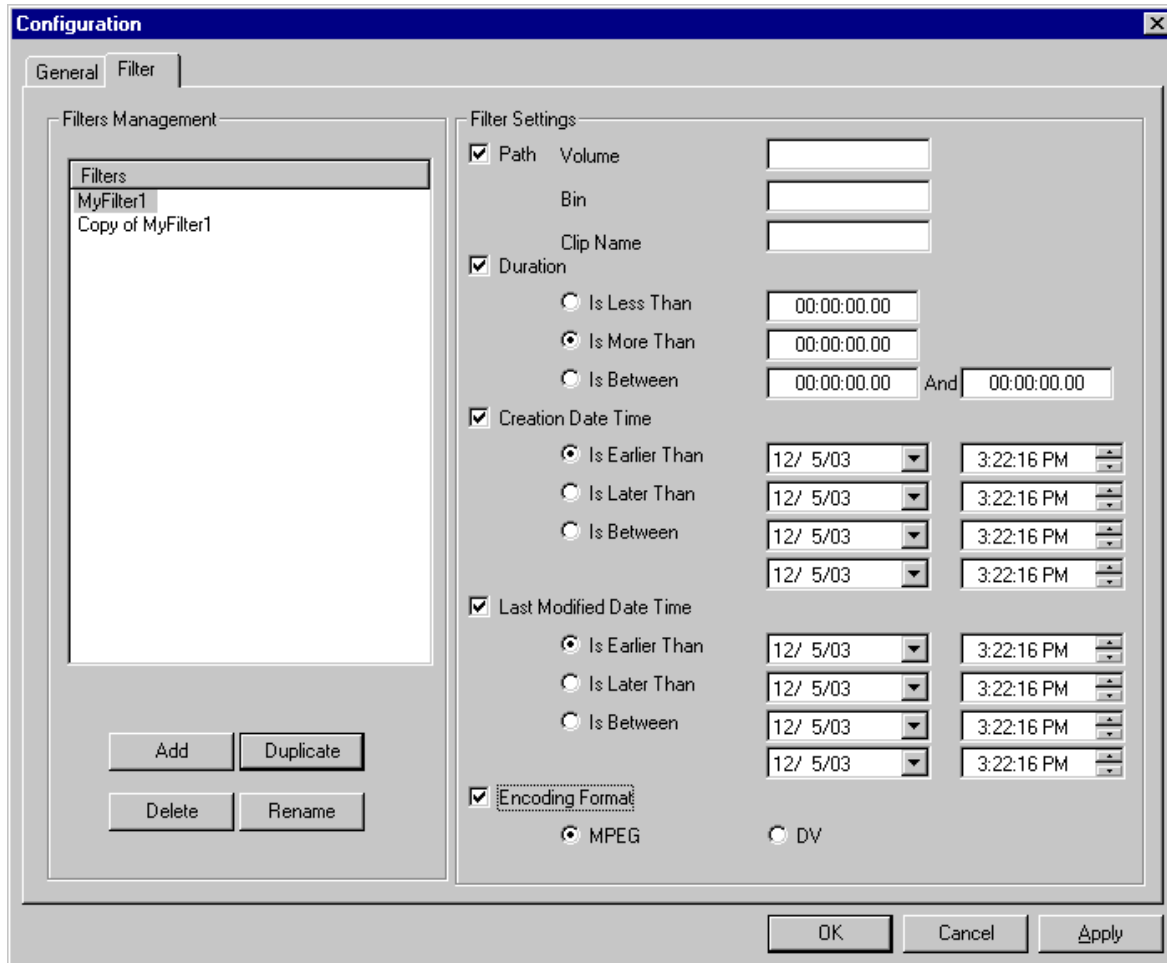 Configuration
General Filter
Filters Management
Filters
MyFilter1
Copy of MyFilter1
Add Duplicate
Delete Rename
Filter Settings
Path Volume
Bin
Clip Name
Duration
Is Less Than 00:00:00.00
Is More Than 00:00:00.00
Is Between 00:00:00.00 And 00:00:00.00
Creation Date Time
Is Earlier Than 12/ 5/03 3:22:16 PM
Is Later Than 12/ 5/03 3:22:16 PM
Is Between 12/ 5/03 3:22:16 PM
12/ 5/03 3:22:16 PM
Last Modified Date Time
Is Earlier Than 12/ 5/03 3:22:16 PM
Is Later Than 12/ 5/03 3:22:16 PM
Is Between 12/ 5/03 3:22:16 PM
12/ 5/03 3:22:16 PM
Encoding Format
MPEG DV
OK Cancel Apply